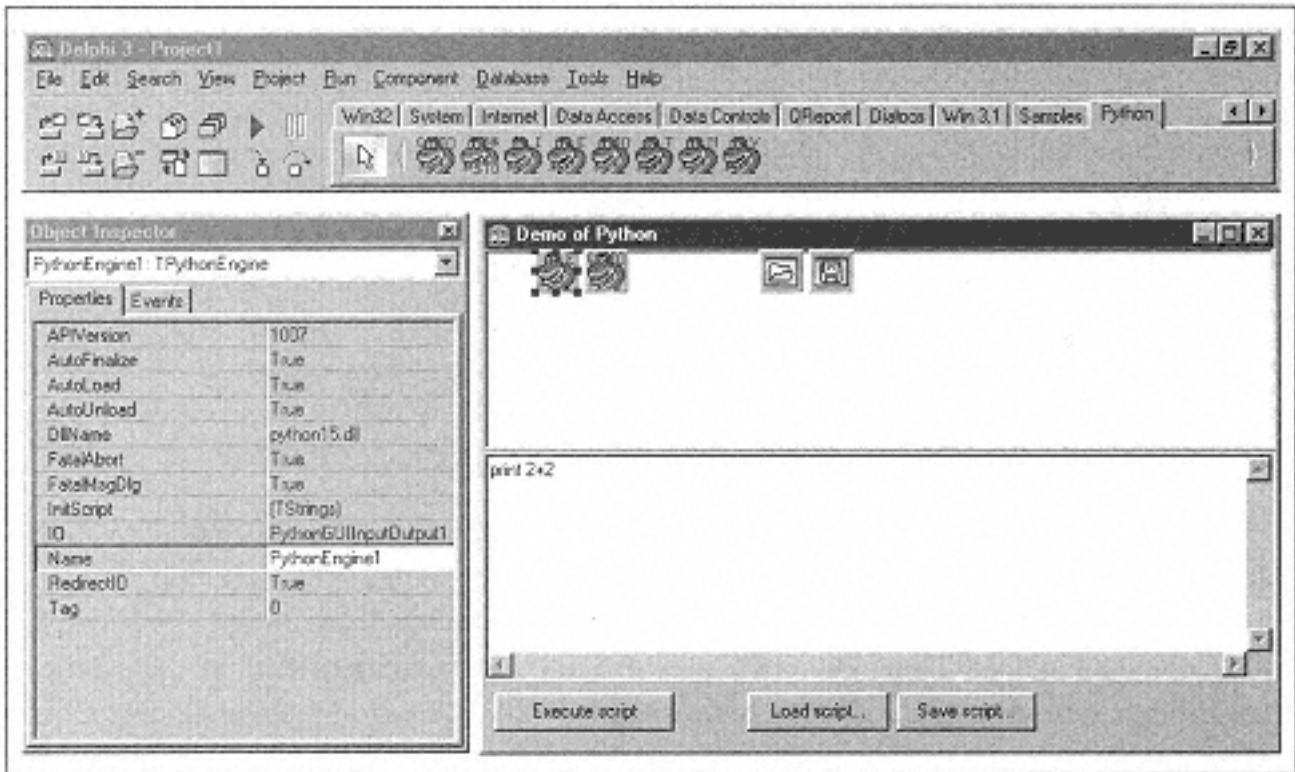 Delphi 3 - Project1
File Edit Search View Project Run Component Database Tools Help
Win32 System Internet Data Access Data Controls QReport Dialogs Win 3.1 Samples Python
Object Inspector
PythonEngine1: TPythonEngine
Properties Events
APIVersion 1007
AutoFinalize True
AutoLoad True
AutoUnload True
DllName python15.dll
FatalAbort True
FatalMsgDlg True
InitScript (TStrings)
IO PythonGUIInputOutput1
Name PythonEngine1
RedirectIO True
Tag 0
Demo of Python
print 2+2
Execute script Load script... Save script...